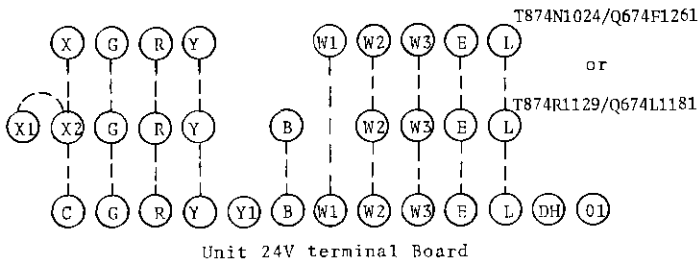 X G R Y W1 W2 W3 E L T874N1024/Q674F1261
or
X1 X2 G R Y B W2 W3 E L T874R1129/Q674L1181
C G R Y Y1 B W1 W2 W3 E L DH 01
Unit 24V terminal Board